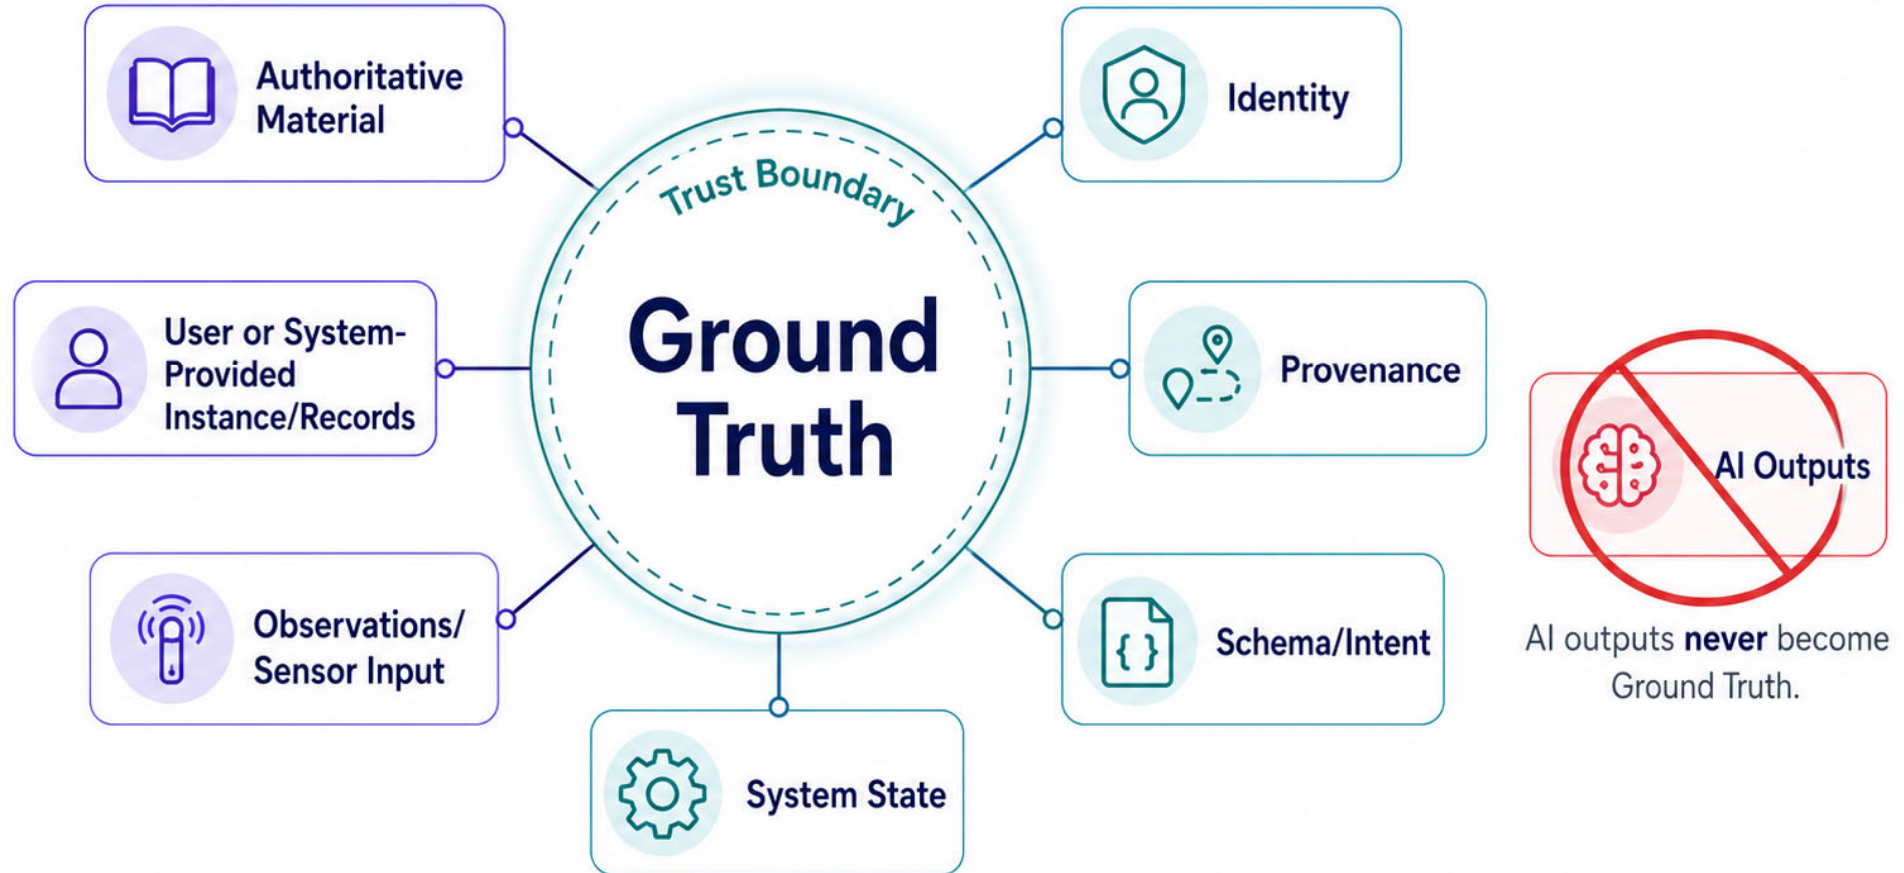 Authoritative
Material
Identity
Trust Boundary
Ground
Truth
User or System-
Provided
Instance/Records
Provenance
AI Outputs
AI outputs never become
Ground Truth.
Observations/
Sensor Input
Schema/Intent
{ }
System State